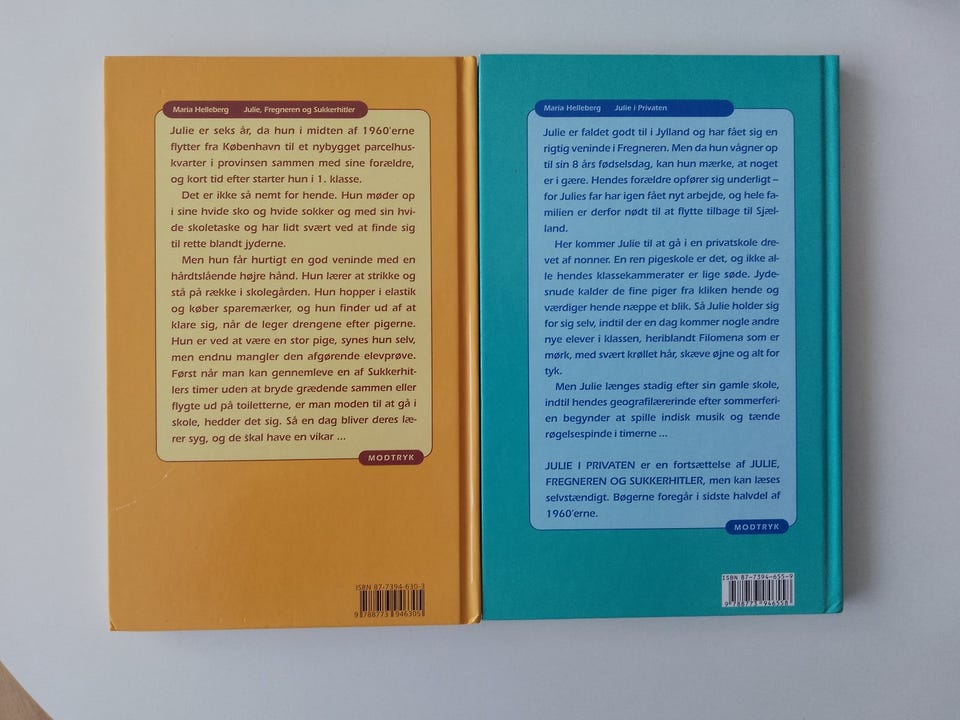 Maria Helleberg Julie, Fregneren og Sukkerhitler
Julie er seks år, da hun i midten af 1960'erne
flytter fra København til et nybygget parcelhus-
kvarter i provinsen sammen med sine forældre,
og kort tid efter starter hun i 1. klasse.
Det er ikke så nemt for hende. Hun møder op
i sine hvide sko og hvide sokker og med sin hvi-
de skoletaske og har lidt svært ved at finde sig
til rette blandt jyderne.
Men hun får hurtigt en god veninde med en
hårdtslående højre hånd. Hun lærer at strikke og
stå på række i skolegården. Hun hopper i elastik
og køber sparemærker, og hun finder ud af at
klare sig, når de leger drengene efter pigerne.
Hun er ved at være en stor pige, synes hun selv,
men endnu mangler den afgørende elevprøve.
Først når man kan gennemleve en af Sukkerhit-
lers timer uden at bryde grædende sammen eller
flygte ud på toiletterne, er man moden til at gå i
skole, hedder det sig. Så en dag bliver deres læ-
rer syg, og de skal have en vikar ...
MODTRYK
ISBN 87-7394-630-3
9 788773 946305
Maria Helleberg Julie i Privaten
Julie er faldet godt til i Jylland og har fået sig en
rigtig veninde i Fregneren. Men da hun vågner op
til sin 8 års fødselsdag, kan hun mærke, at noget
er i gære. Hendes forældre opfører sig underligt –
for Julies far har igen fået nyt arbejde, og hele fa-
milien er derfor nødt til at flytte tilbage til Sjæl-
land.
Her kommer Julie til at gå i en privatskole dre-
vet af nonner. En ren pigeskole er det, og ikke al-
le hendes klassekammerater er lige søde. Jyde-
snude kalder de fine piger fra kliken hende og
værdiger hende næppe et blik. Så Julie holder sig
for sig selv, indtil der en dag kommer nogle andre
nye elever i klassen, heriblandt Filomena som er
mørk, med svært krøllet hår, skæve øjne og alt for
tyk.
Men Julie længes stadig efter sin gamle skole,
indtil hendes geografilærerinde efter sommerferi-
en begynder at spille indisk musik og tænde
røgelsespinde i timerne ...
JULIE I PRIVATEN er en fortsættelse af JULIE,
FREGNEREN OG SUKKERHITLER, men kan læses
selvstændigt. Bøgerne foregår i sidste halvdel af
1960'erne.
MODTRYK
ISBN 87-7394-655-9
9 788773 946558